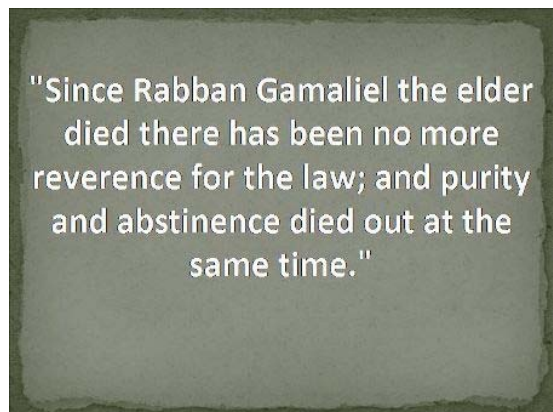 "Since Rabban Gamaliel the elder
died there has been no more
reverence for the law; and purity
and abstinence died out at the
same time."